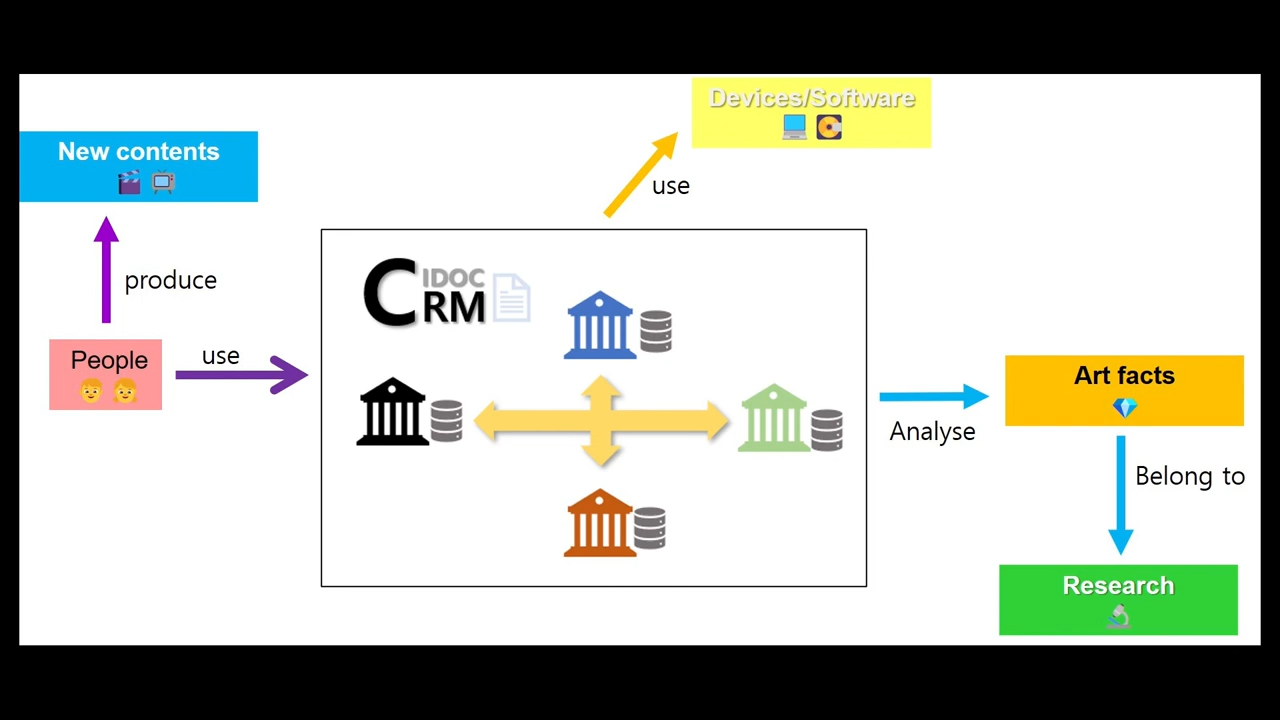 Devices/Software
New contents
use
produce
People
use
CIDOC
CRM
Art facts
Analyse
Belong to
Research